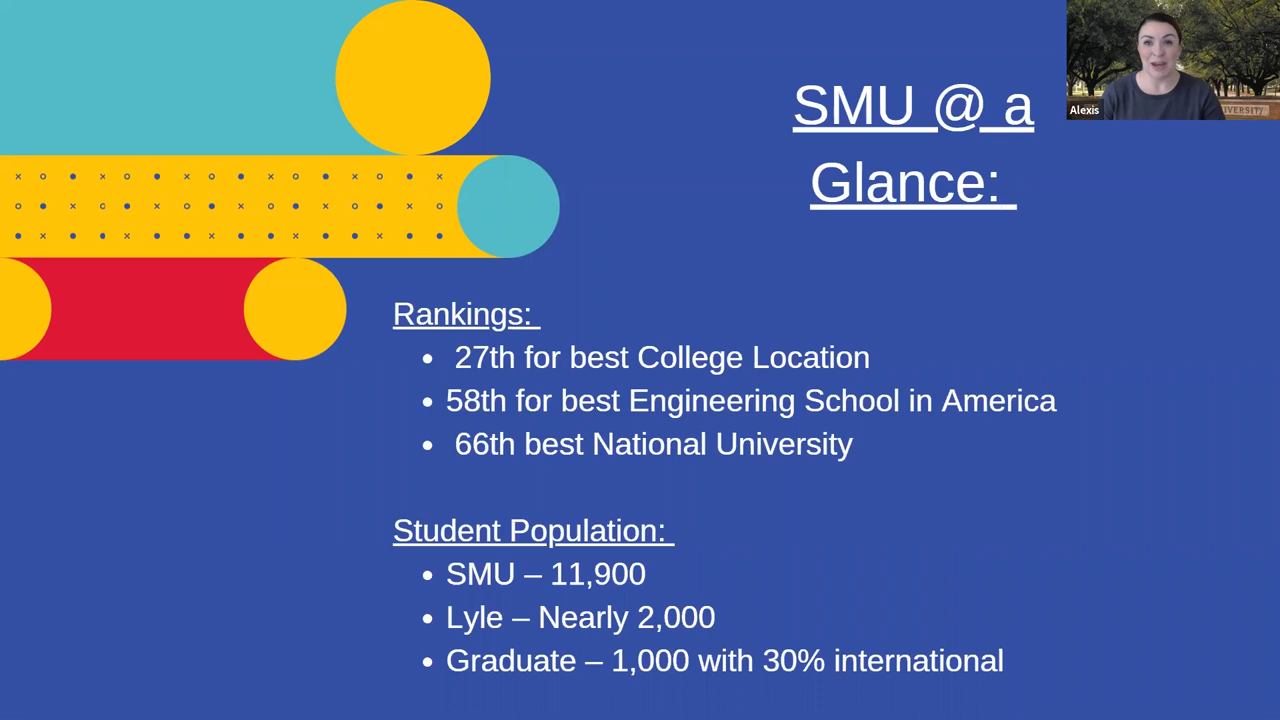 SMU @ a
Glance:
Alexis
VERSITY
Rankings:
• 27th for best College Location
• 58th for best Engineering School in America
• 66th best National University
Student Population:
• SMU – 11,900
• Lyle – Nearly 2,000
• Graduate – 1,000 with 30% international